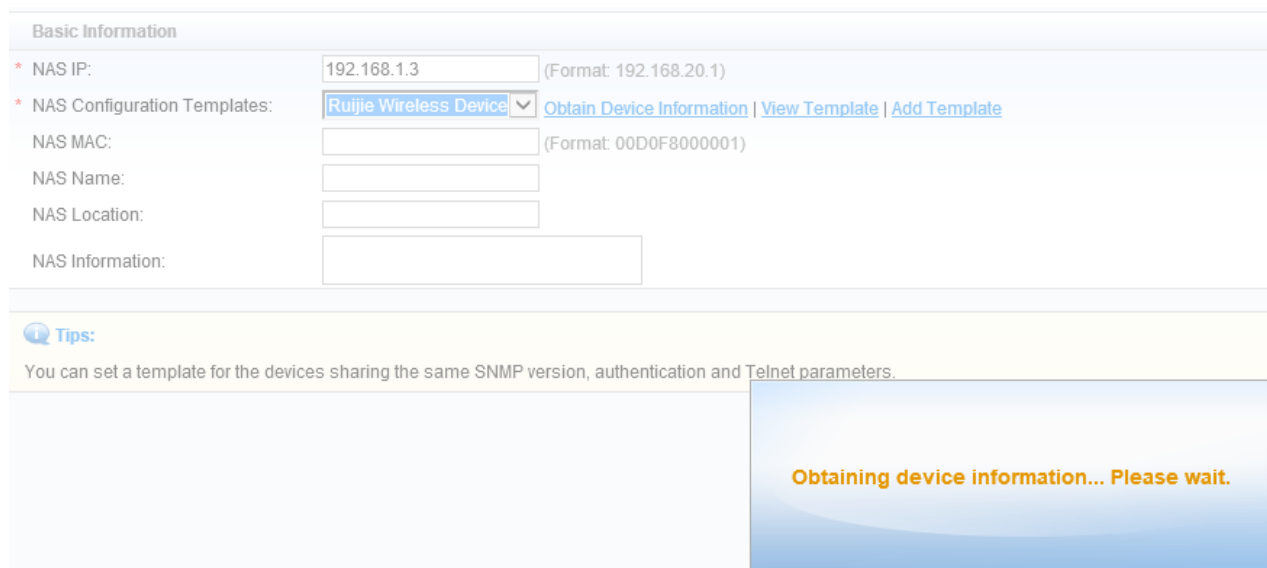 Basic Information
* NAS IP: 192.168.1.3 (Format: 192.168.20.1)
* NAS Configuration Templates: Ruijie Wireless Device Obtain Device Information | View Template | Add Template
NAS MAC: (Format: 00D0F8000001)
NAS Name:
NAS Location:
NAS Information:
Tips:
You can set a template for the devices sharing the same SNMP version, authentication and Telnet parameters.
Obtaining device information... Please wait.